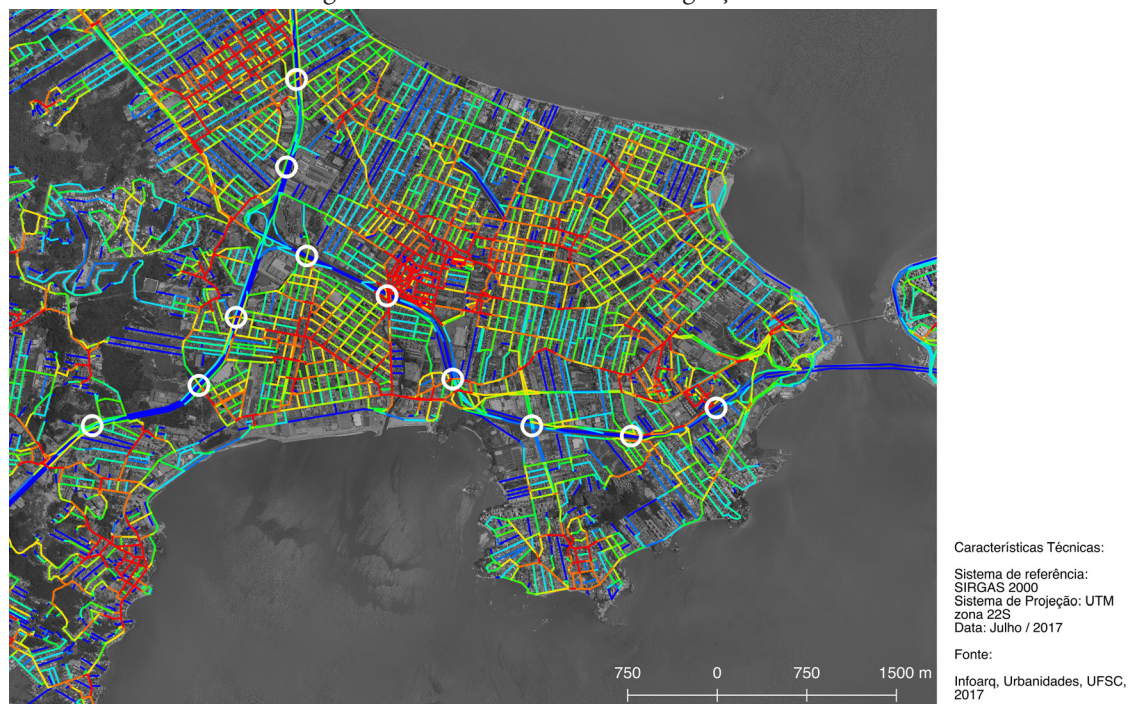 750 0 750 1500 m
Características Técnicas:
Sistema de referência:
SIRGAS 2000
Sistema de Projeção: UTM
zona 22S
Data: Julho / 2017
Fonte:
Infoarq, Urbanidades, UFSC,
2017